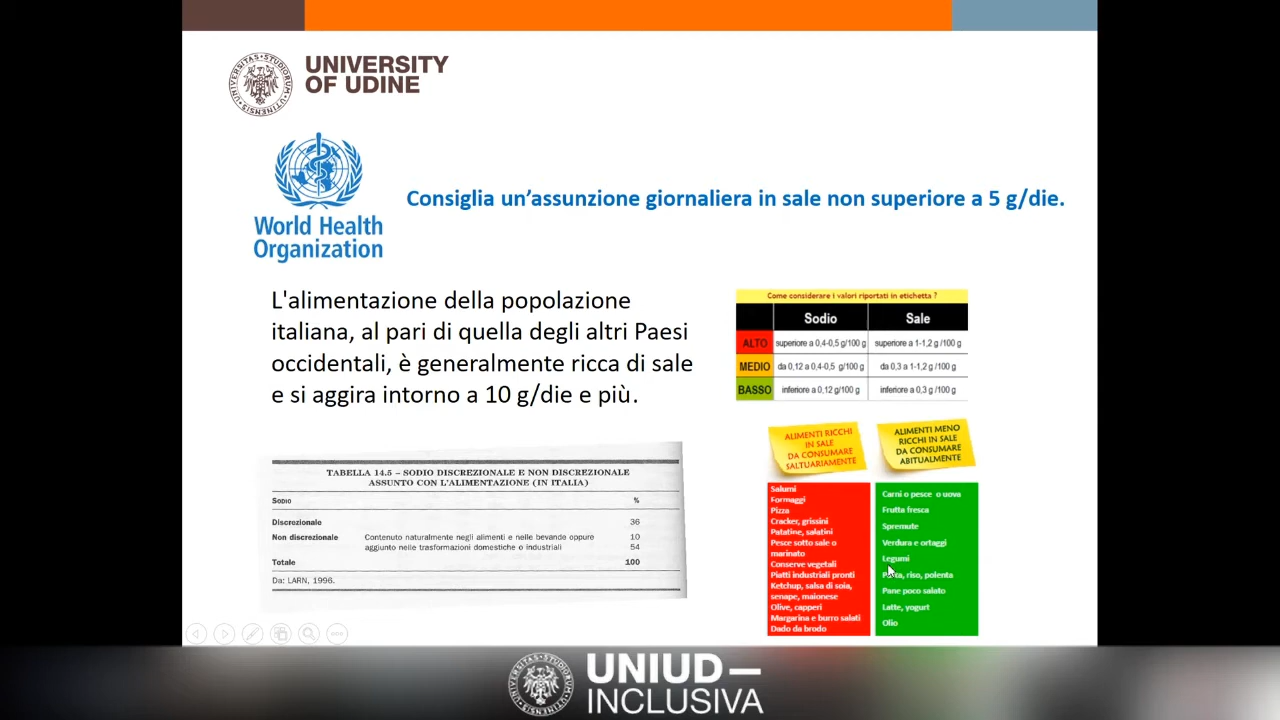 UNIVERSITY
OF UDINE
World Health
Organization
Consiglia un'assunzione giornaliera in sale non superiore a 5 g/die.
L'alimentazione della popolazione
italiana, al pari di quella degli altri Paesi
occidentali, è generalmente ricca di sale
e si aggira intorno a 10 g/die e più.
Come considerare i valori riportati in etichetta ?
Sodio Sale
ALTO superiore a 0,4-0,5 g/100 g superiore a 1-1,2 g /100 g
MEDIO da 0,12 a 0,4-0,5 g/100 g da 0,3 a 1-1,2 g /100 g
BASSO inferiore a 0,12 g/100 g inferiore a 0,3 g /100 g
TABELLA 14.5 – SODIO DISCREZIONALE E NON DISCREZIONALE
ASSUNTO CON L'ALIMENTAZIONE (IN ITALIA)
SODIO %
Discrezionale 36
Non discrezionale Contenuto naturalmente negli alimenti e nelle bevande oppure 10
aggiunto nelle trasformazioni domestiche o industriali 54
Totale 100
Da: LARN, 1996.
ALIMENTI RICCHI
IN SALE
DA CONSUMARE
SALTUARIAMENTE
Salumi
Formaggi
Pizza
Cracker, grissini
Patatine, salatini
Pesce sotto sale o
marinato
Conserve vegetali
Piatti industriali pronti
Ketchup, salsa di soia,
senape, maionese
Olive, capperi
Margarina e burro salati
Dado da brodo
ALIMENTI MENO
RICCHI IN SALE
DA CONSUMARE
ABITUALMENTE
Carni o pesce o uova
Frutta fresca
Spremute
Verdura e ortaggi
Legumi
Pasta, riso, polenta
Pane poco salato
Latte, yogurt
Olio
UNIUD—
INCLUSIVA